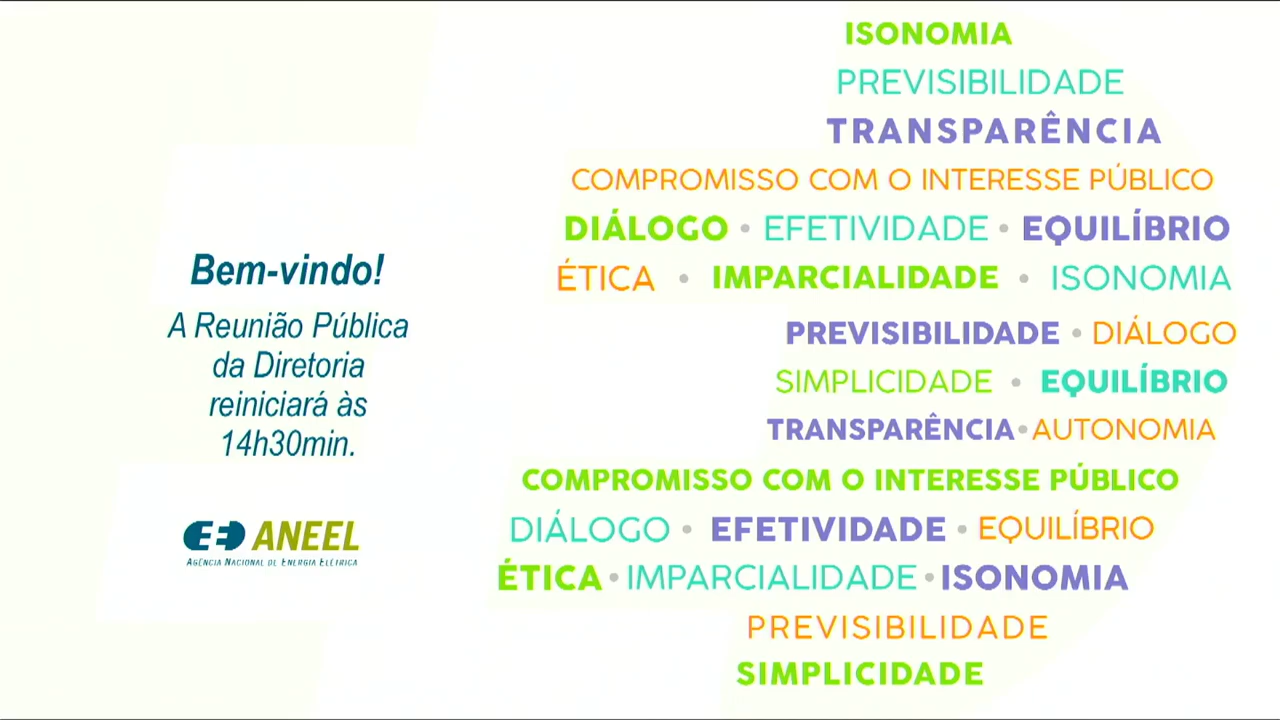 Bem-vindo!
A Reunião Pública
da Diretoria
reiniciará às
14h30min.
ANEEL
AGÊNCIA NACIONAL DE ENERGIA ELÉTRICA
ISONOMIA
PREVISIBILIDADE
TRANSPARÊNCIA
COMPROMISSO COM O INTERESSE PÚBLICO
DIÁLOGO • EFETIVIDADE • EQUILÍBRIO
ÉTICA • IMPARCIALIDADE • ISONOMIA
PREVISIBILIDADE • DIÁLOGO
SIMPLICIDADE • EQUILÍBRIO
TRANSPARÊNCIA • AUTONOMIA
COMPROMISSO COM O INTERESSE PÚBLICO
DIÁLOGO • EFETIVIDADE • EQUILÍBRIO
ÉTICA • IMPARCIALIDADE • ISONOMIA
PREVISIBILIDADE
SIMPLICIDADE